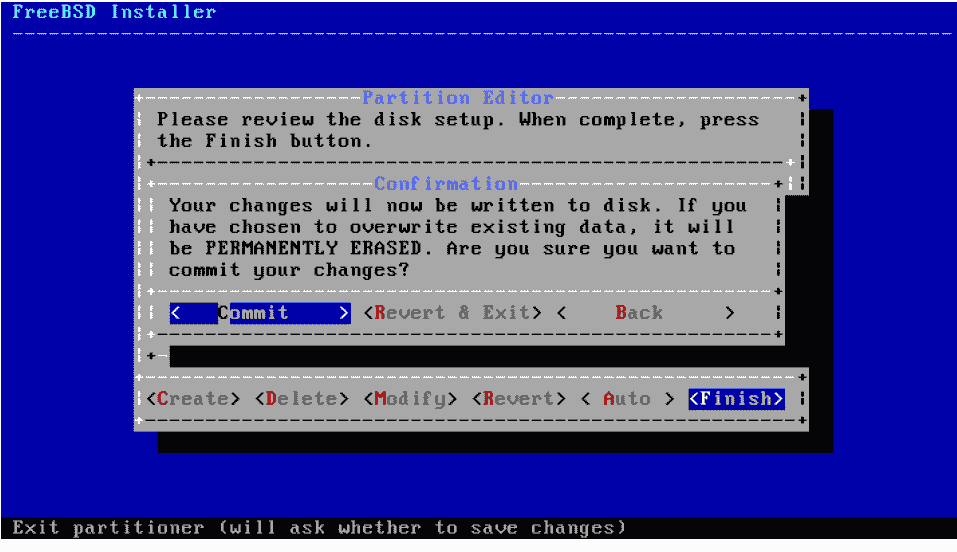 FreeBSD Installer
Partition Editor
Please review the disk setup. When complete, press
the Finish button.
Confirmation
Your changes will now be written to disk. If you
have chosen to overwrite existing data, it will
be PERMANENTLY ERASED. Are you sure you want to
commit your changes?
< Commit > <Revert & Exit> < Back >
<Create> <Delete> <Modify> <Revert> < Auto > <Finish>
Exit partitioner (will ask whether to save changes)